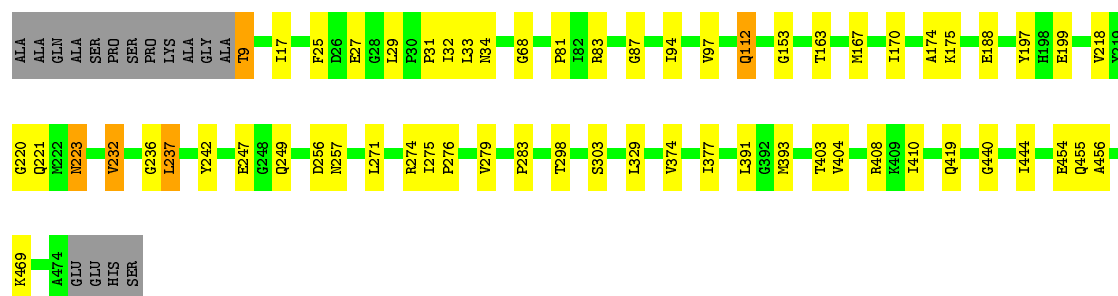 ALA ALA GLN ALA SER PRO SER PRO LYS ALA GLY ALA T9 I17 F25 D26 E27 G28 L29 P30 P31 I32 L33 N34 G68 P81 I82 R83 G87 I94 V97 Q112 G153 T163 M167 I170 A174 K175 E188 Y197 H198 E199 V218 Y219
G220 Q221 M222 N223 V232 G236 L237 Y242 E247 G248 Q249 D256 N257 L271 R274 I275 P276 V279 P283 T298 S303 L329 V374 I377 L391 G392 M393 T403 V404 R408 K409 I410 Q419 G440 I444 E454 Q455 A456
K469 A474 GLU GLU HIS SER